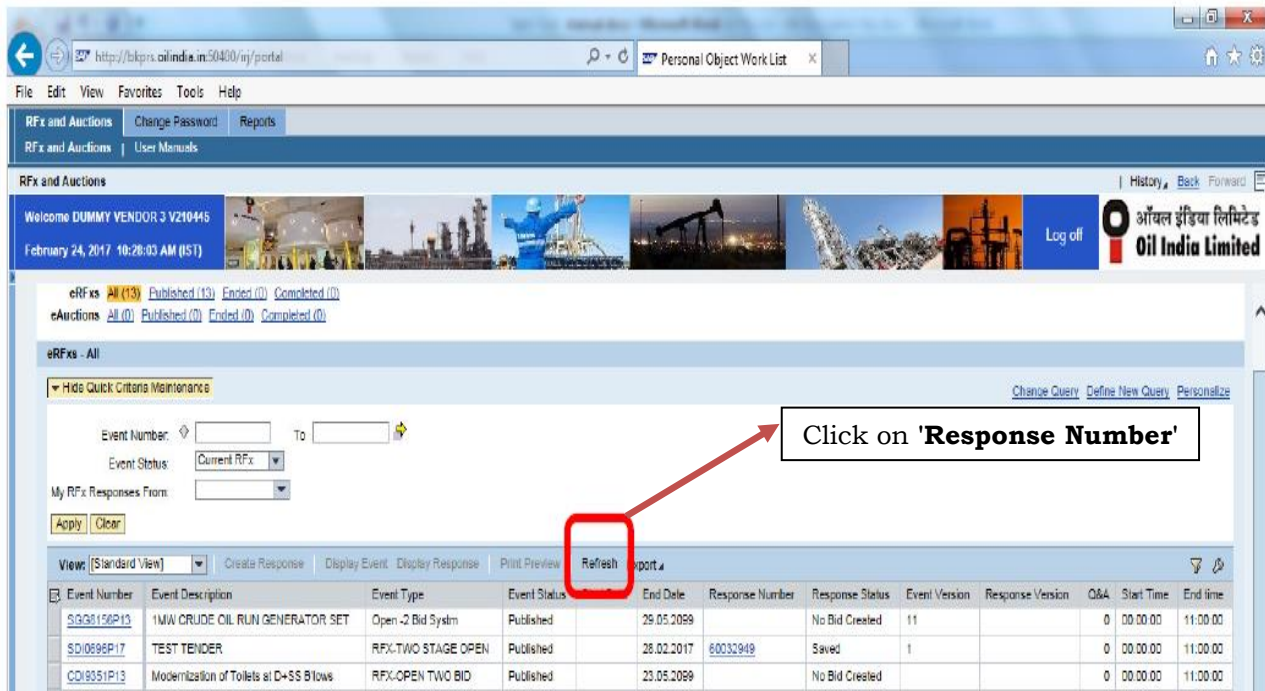 http://bkprs.oilindia.in:50400/irj/portal
Personal Object Work List
File Edit View Favorites Tools Help
RFx and Auctions Change Password Reports
RFx and Auctions | User Manuals
RFx and Auctions | History Back Forward
Welcome DUMMY VENDOR 3 V210445
February 24, 2017 10:28:03 AM (IST)
Log off
ऑयल इंडिया लिमिटेड
Oil India Limited
eRFxs All (13) Published (13) Ended (0) Completed (0)
eAuctions All (0) Published (0) Ended (0) Completed (0)
eRFxs - All
Hide Quick Criteria Maintenance Change Query Define New Query Personalize
Click on 'Response Number'
Event Number: To
Event Status: Current RFx
My RFx Responses From:
Apply Clear
View: [Standard View] Create Response Display Event Display Response Print Preview Refresh xport
Event Number Event Description Event Type Event Status End Date Response Number Response Status Event Version Response Version Q&A Start Time End time
SGG6156P13 1MW CRUDE OIL RUN GENERATOR SET Open -2 Bid Systm Published 29.05.2099 No Bid Created 11 0 00:00:00 11:00:00
SDI0696P17 TEST TENDER RFX-TWO STAGE OPEN Published 28.02.2017 60032949 Saved 1 0 00:00:00 11:00:00
CDI9351P13 Modernization of Toilets at D+SS B'lows RFX-OPEN TWO BID Published 23.05.2099 No Bid Created 0 00:00:00 11:00:00